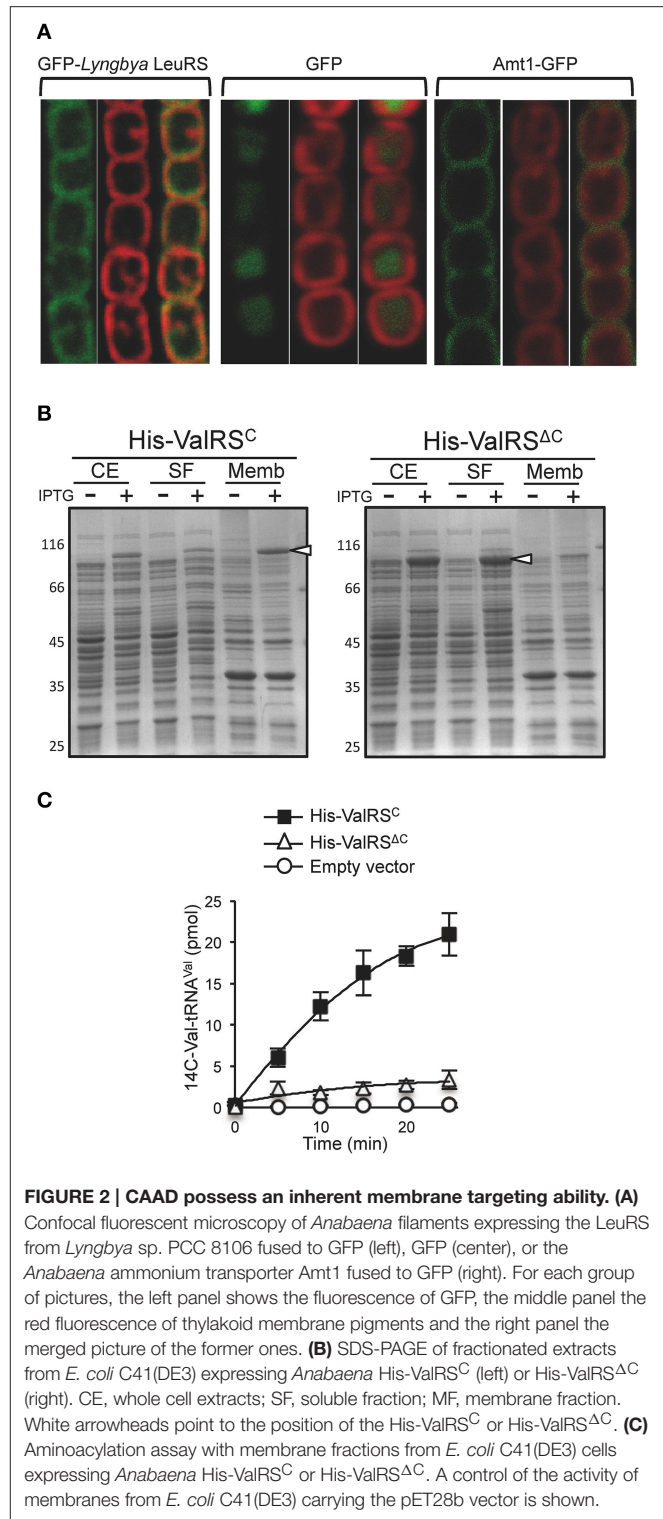 A
GFP-Lyngbya LeuRS GFP Amt1-GFP
B
His-ValRS^C His-ValRS^ΔC
CE SF Memb CE SF Memb
IPTG − + − + − + IPTG − + − + − +
116 116
66 66
45 45
35 35
25 25
C
His-ValRS^C
His-ValRS^ΔC
Empty vector
14C-Val-tRNA^Val (pmol)
25
20
15
10
5
0
0 10 20
Time (min)
FIGURE 2 | CAAD possess an inherent membrane targeting ability. (A)
Confocal fluorescent microscopy of Anabaena filaments expressing the LeuRS
from Lyngbya sp. PCC 8106 fused to GFP (left), GFP (center), or the
Anabaena ammonium transporter Amt1 fused to GFP (right). For each group
of pictures, the left panel shows the fluorescence of GFP, the middle panel the
red fluorescence of thylakoid membrane pigments and the right panel the
merged picture of the former ones. (B) SDS-PAGE of fractionated extracts
from E. coli C41(DE3) expressing Anabaena His-ValRS^C (left) or His-ValRS^ΔC
(right). CE, whole cell extracts; SF, soluble fraction; MF, membrane fraction.
White arrowheads point to the position of the His-ValRS^C or His-ValRS^ΔC. (C)
Aminoacylation assay with membrane fractions from E. coli C41(DE3) cells
expressing Anabaena His-ValRS^C or His-ValRS^ΔC. A control of the activity of
membranes from E. coli C41(DE3) carrying the pET28b vector is shown.